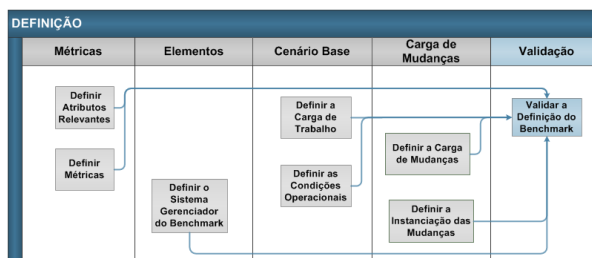 DEFINIÇÃO
Métricas
Elementos
Cenário Base
Carga de
Mudanças
Validação
Definir
Atributos
Relevantes
Definir
Métricas
Definir o
Sistema
Gerenciador
do Benchmark
Definir a
Carga de
Trabalho
Definir as
Condições
Operacionais
Definir a Carga
de Mudanças
Definir a
Instanciação das
Mudanças
Validar a
Definição do
Benchmark